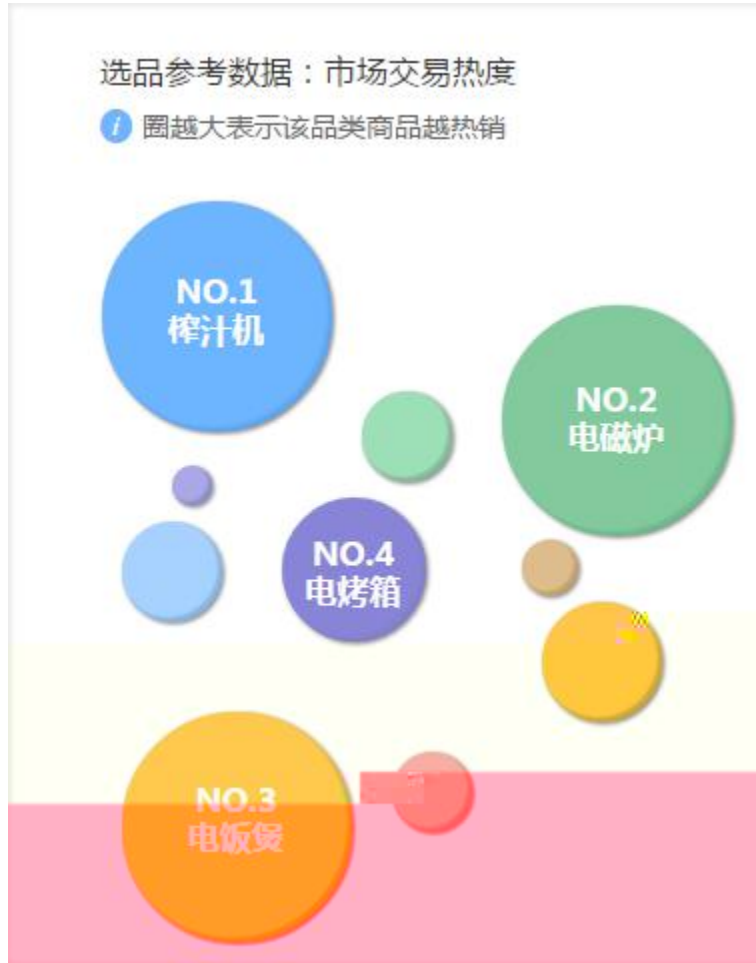 选品参考数据：市场交易热度
i 圈越大表示该品类商品越热销
NO.1
榨汁机
NO.2
电磁炉
NO.4
电烤箱
NO.3
电饭煲